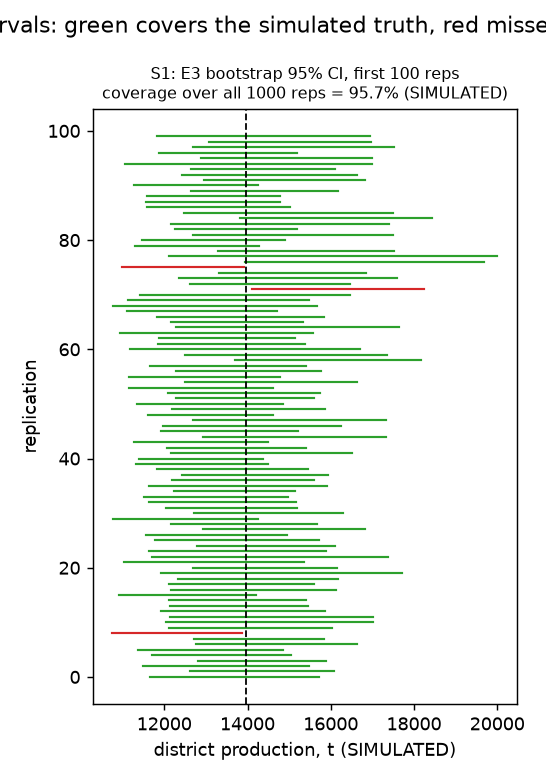 rvals: green covers the simulated truth, red misse
S1: E3 bootstrap 95% CI, first 100 reps
coverage over all 1000 reps = 95.7% (SIMULATED)
100
80
60
40
20
0
replication
12000 14000 16000 18000 20000
district production, t (SIMULATED)